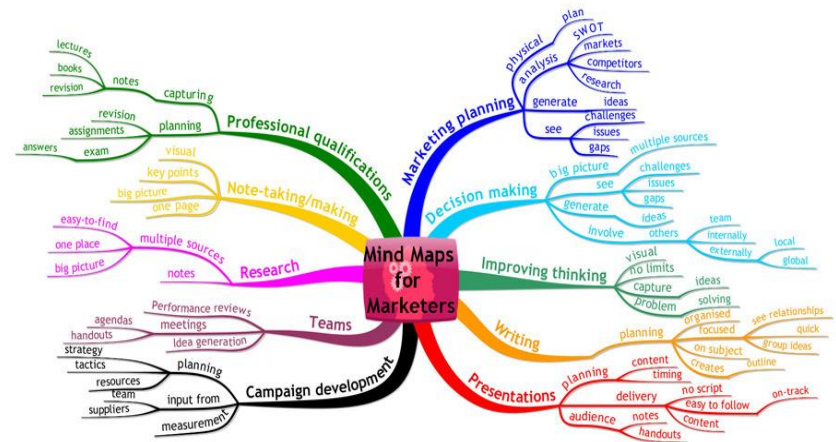 Mind Maps
for
Marketers
Marketing planning
physical
plan
analysis
SWOT
markets
competitors
research
generate
ideas
see
challenges
issues
gaps
Decision making
big picture
multiple sources
see
challenges
issues
gaps
generate
ideas
involve
others
team
internally
externally
local
global
Improving thinking
visual
no limits
capture
ideas
problem
solving
Writing
planning
organised
see relationships
focused
quick
group ideas
on subject
creates
outline
Presentations
planning
content
timing
delivery
no script
easy to follow
on-track
content
audience
notes
handouts
Professional qualifications
capturing
notes
lectures
books
revision
planning
revision
assignments
exam
answers
Note-taking/making
visual
key points
big picture
one page
Research
multiple sources
easy-to-find
one place
big picture
notes
Teams
Performance reviews
meetings
agendas
handouts
Idea generation
Campaign development
planning
strategy
tactics
resources
input from
team
suppliers
measurement